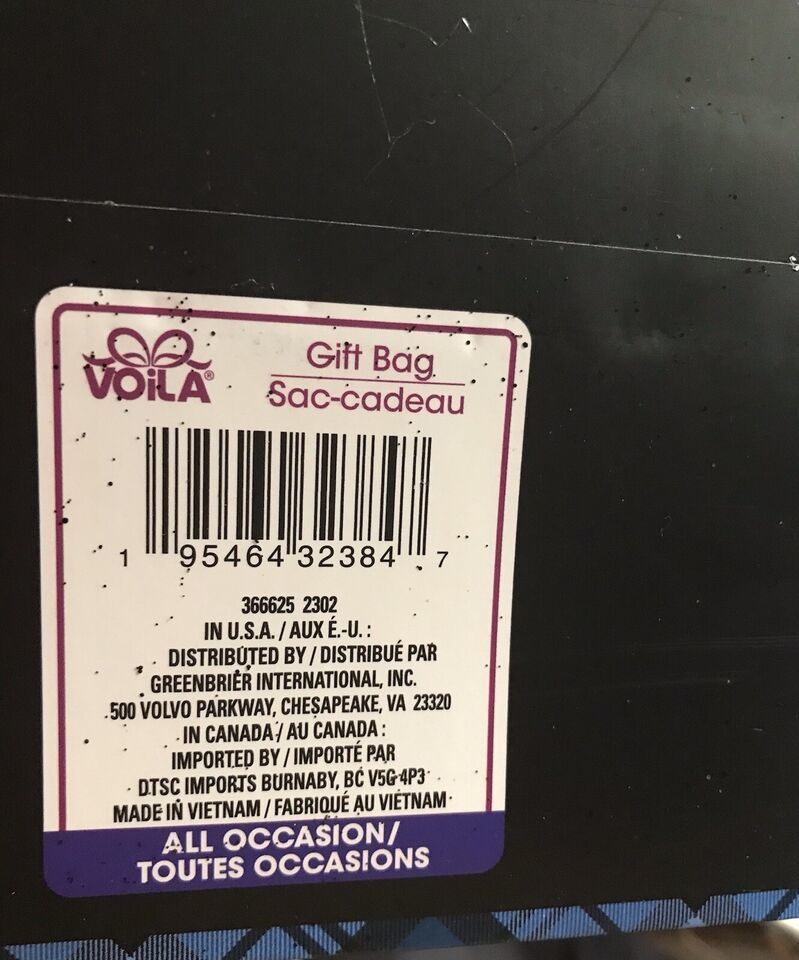 VOiLA®
Gift Bag
Sac-cadeau
1 95464 32384 7
366625 2302
IN U.S.A. / AUX É.-U. :
DISTRIBUTED BY / DISTRIBUÉ PAR
GREENBRIER INTERNATIONAL, INC.
500 VOLVO PARKWAY, CHESAPEAKE, VA 23320
IN CANADA / AU CANADA :
IMPORTED BY / IMPORTÉ PAR
DTSC IMPORTS BURNABY, BC V5G 4P3
MADE IN VIETNAM / FABRIQUÉ AU VIETNAM
ALL OCCASION/
TOUTES OCCASIONS